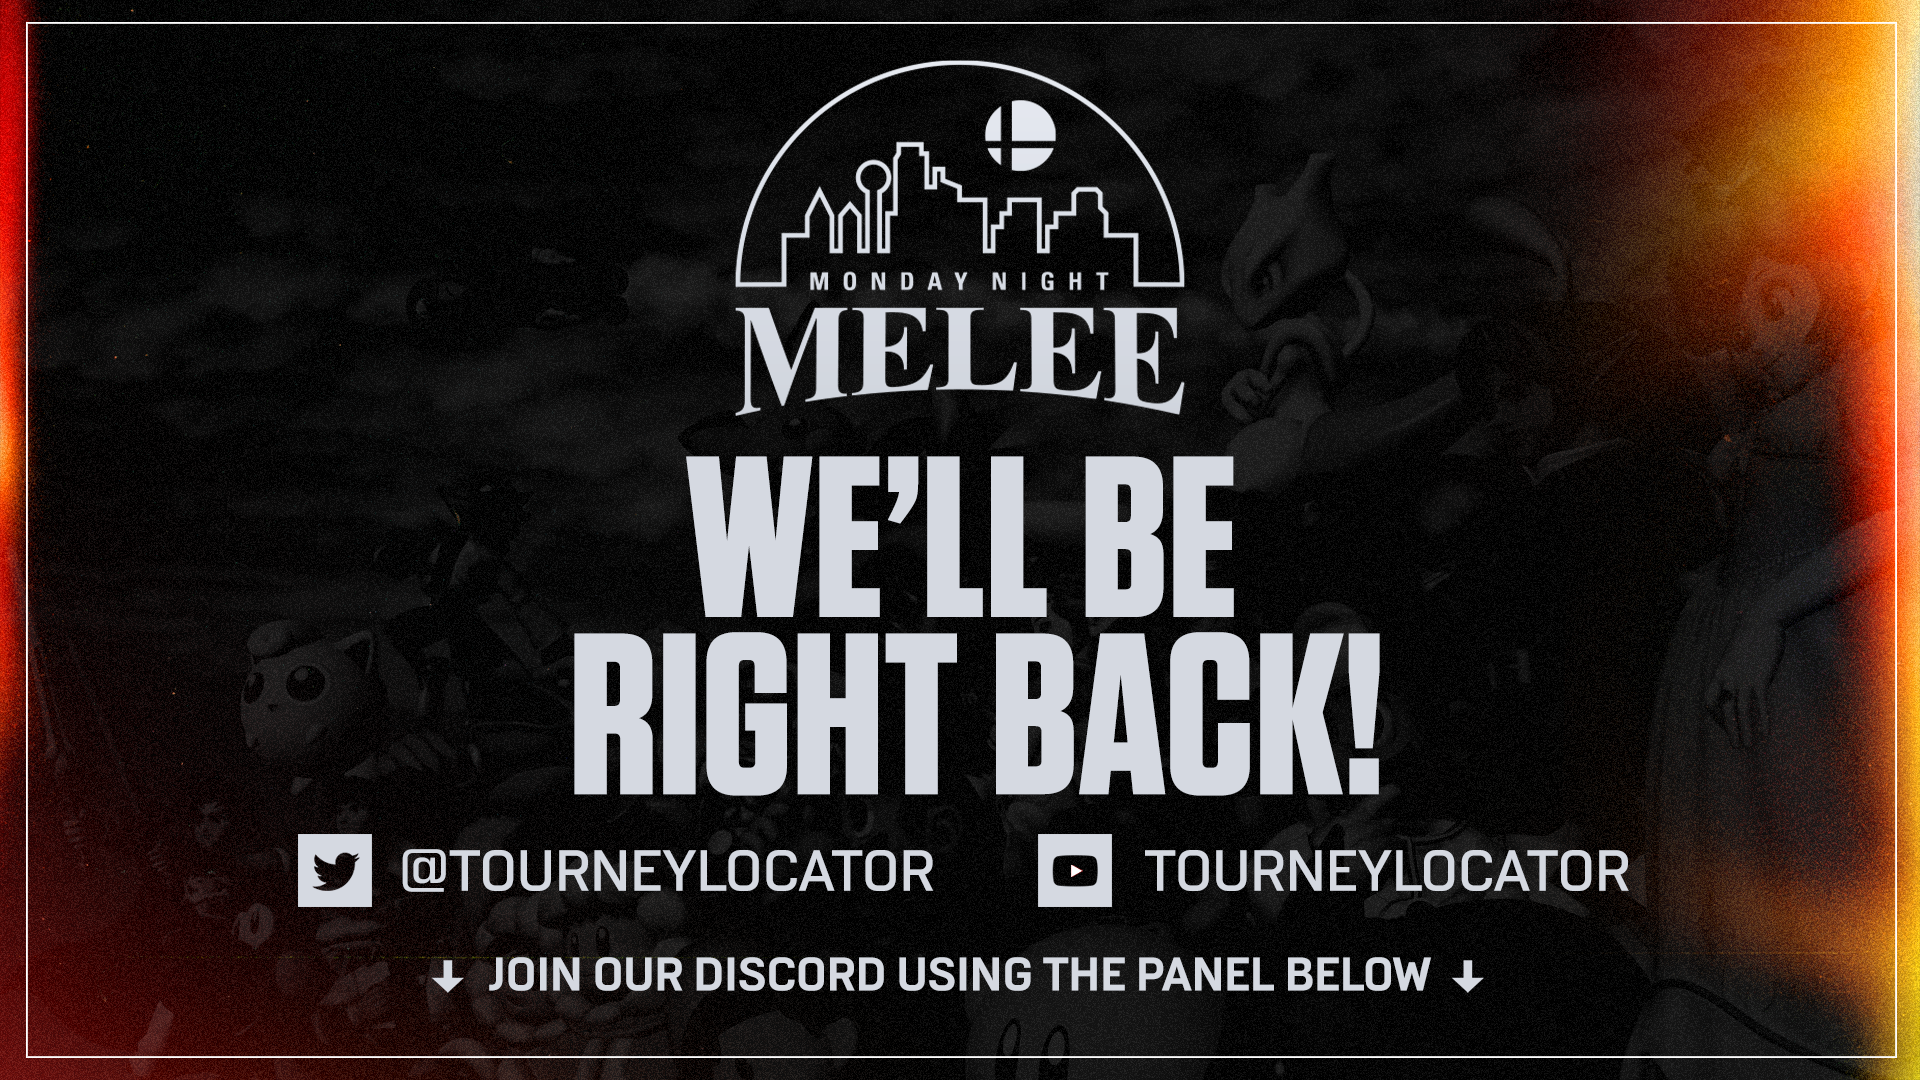 MONDAY NIGHT
MELEE
WE’LL BE
RIGHT BACK!
@TOURNEYLOCATOR
TOURNEYLOCATOR
JOIN OUR DISCORD USING THE PANEL BELOW